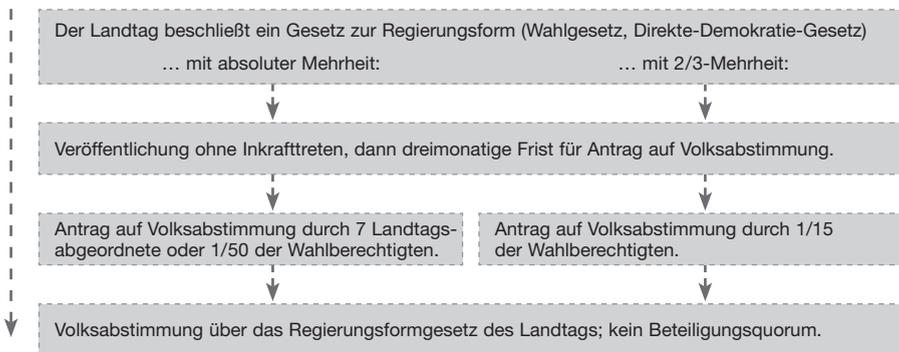 Der Landtag beschließt ein Gesetz zur Regierungsform (Wahlgesetz, Direkte-Demokratie-Gesetz)
… mit absoluter Mehrheit:
… mit 2/3-Mehrheit:
Veröffentlichung ohne Inkrafttreten, dann dreimonatige Frist für Antrag auf Volksabstimmung.
Antrag auf Volksabstimmung durch 7 Landtags-
abgeordnete oder 1/50 der Wahlberechtigten.
Antrag auf Volksabstimmung durch 1/15
der Wahlberechtigten.
Volksabstimmung über das Regierungsformgesetz des Landtags; kein Beteiligungsquorum.